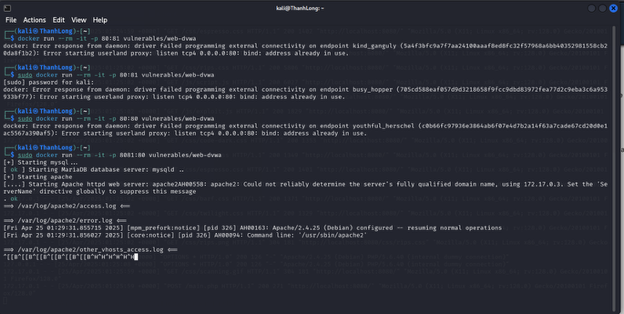 kali@ThanhLong: ~
File Actions Edit View Help
(kali㉿ThanhLong)-[~]
$ docker run --rm -it -p 80:81 vulnerables/web-dvwa
docker: Error response from daemon: driver failed programming external connectivity on endpoint kind_ganguly
): Error starting userland proxy: listen tcp4 0.0.0.0:80: bind: address already in use.
(kali㉿ThanhLong)-[~]
$ sudo docker run --rm -it -p 80:81 vulnerables/web-dvwa
[sudo] password for kali:
docker: Error response from daemon: driver failed programming external connectivity on endpoint busy_hopper
): Error starting userland proxy: listen tcp4 0.0.0.0:80: bind: address already in use.
(kali㉿ThanhLong)-[~]
$ sudo docker run --rm -it -p 80:80 vulnerables/web-dvwa
docker: Error response from daemon: driver failed programming external connectivity on endpoint youthful_herschel
): Error starting userland proxy: listen tcp4 0.0.0.0:80: bind: address already in use.
(kali㉿ThanhLong)-[~]
$ sudo docker run --rm -it -p 8081:80 vulnerables/web-dvwa
[+] Starting mysql...
[ ok ] Starting MariaDB database server: mysqld ..
[+] Starting apache
[....] Starting Apache httpd web server: apache2AH00558: apache2: Could not reliably determine the server's fully qualified domain name, using 172.17.0.3. Set the 'Se
rverName' directive globally to suppress this message
. ok
==> /var/log/apache2/access.log <==
==> /var/log/apache2/error.log <==
[Fri Apr 25 01:29:31.855715 2025] [mpm_prefork:notice] [pid 326] AH00163: Apache/2.4.25 (Debian) configured -- resuming normal operations
[Fri Apr 25 01:29:31.856027 2025] [core:notice] [pid 326] AH00094: Command line: '/usr/sbin/apache2'
==> /var/log/apache2/other_vhosts_access.log <==